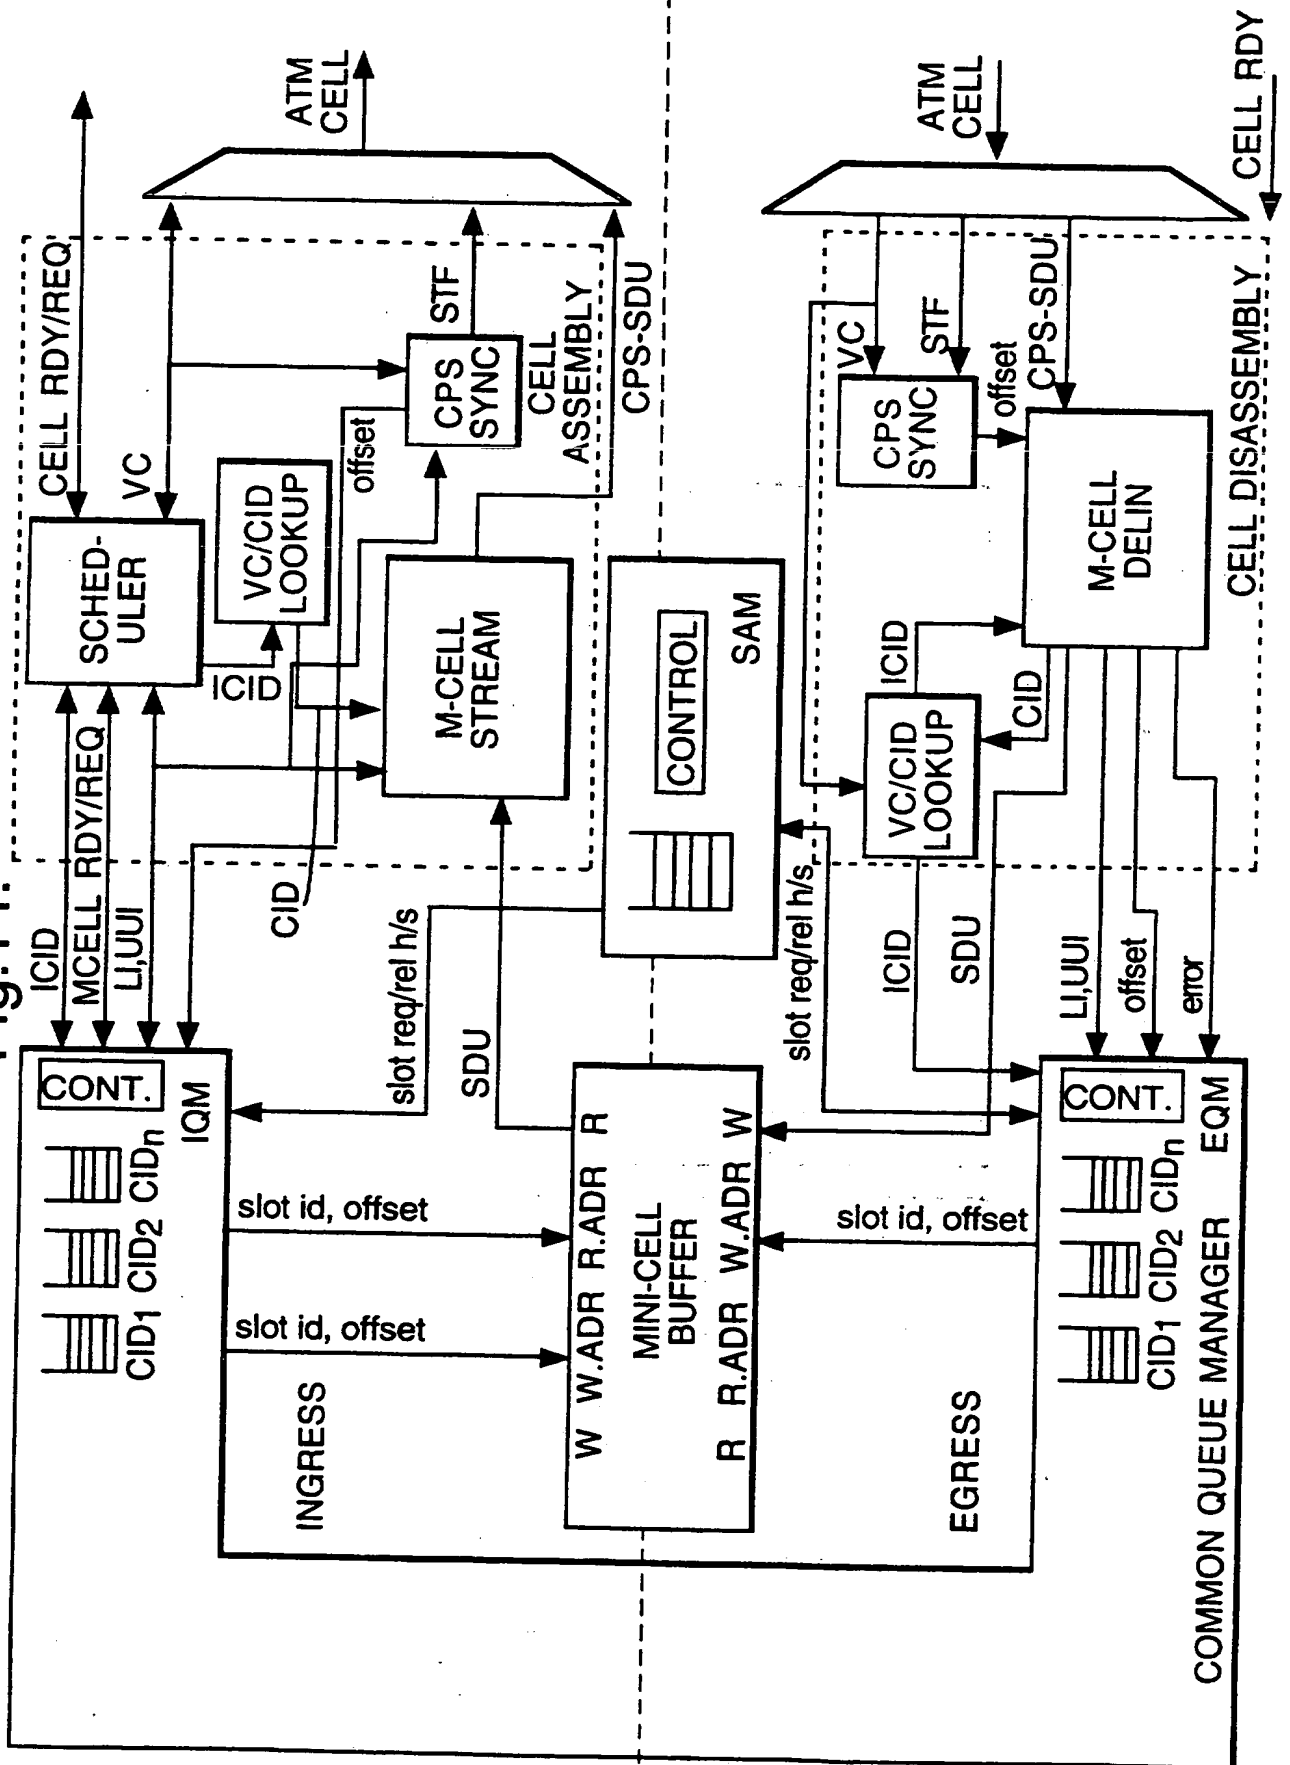 Fig. 11.
CELL RDY/REQ
VC
ATM
CELL
SCHED-
ULER
VC/CID
LOOKUP
ICID
offset
CPS
SYNC
STF
CELL
ASSEMBLY
CPS-SDU
M-CELL
STREAM
ICID
MCELL RDY/REQ
LI,UUI
CID
slot req/rel h/s
SDU
CONT.
IQM
CID1
CID2
CIDn
slot id, offset
slot id, offset
INGRESS
W W.ADR R.ADR R
MINI-CELL
BUFFER
R R.ADR W.ADR W
CONTROL
SAM
slot req/rel h/s
EGRESS
slot id, offset
ATM
CELL
CELL RDY
VC
STF
CPS-SDU
CPS
SYNC
offset
M-CELL
DELIN
CELL DISASSEMBLY
ICID
CID
VC/CID
LOOKUP
ICID
SDU
LI,UUI
offset
error
CONT.
CID1
CID2
CIDn
COMMON QUEUE MANAGER EQM